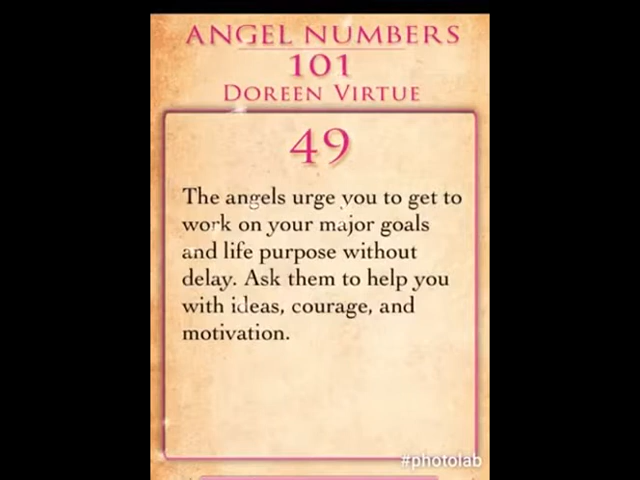 ANGEL NUMBERS
101
DOREEN VIRTUE
49
The angels urge you to get to
work on your major goals
and life purpose without
delay. Ask them to help you
with ideas, courage, and
motivation.
#photolab